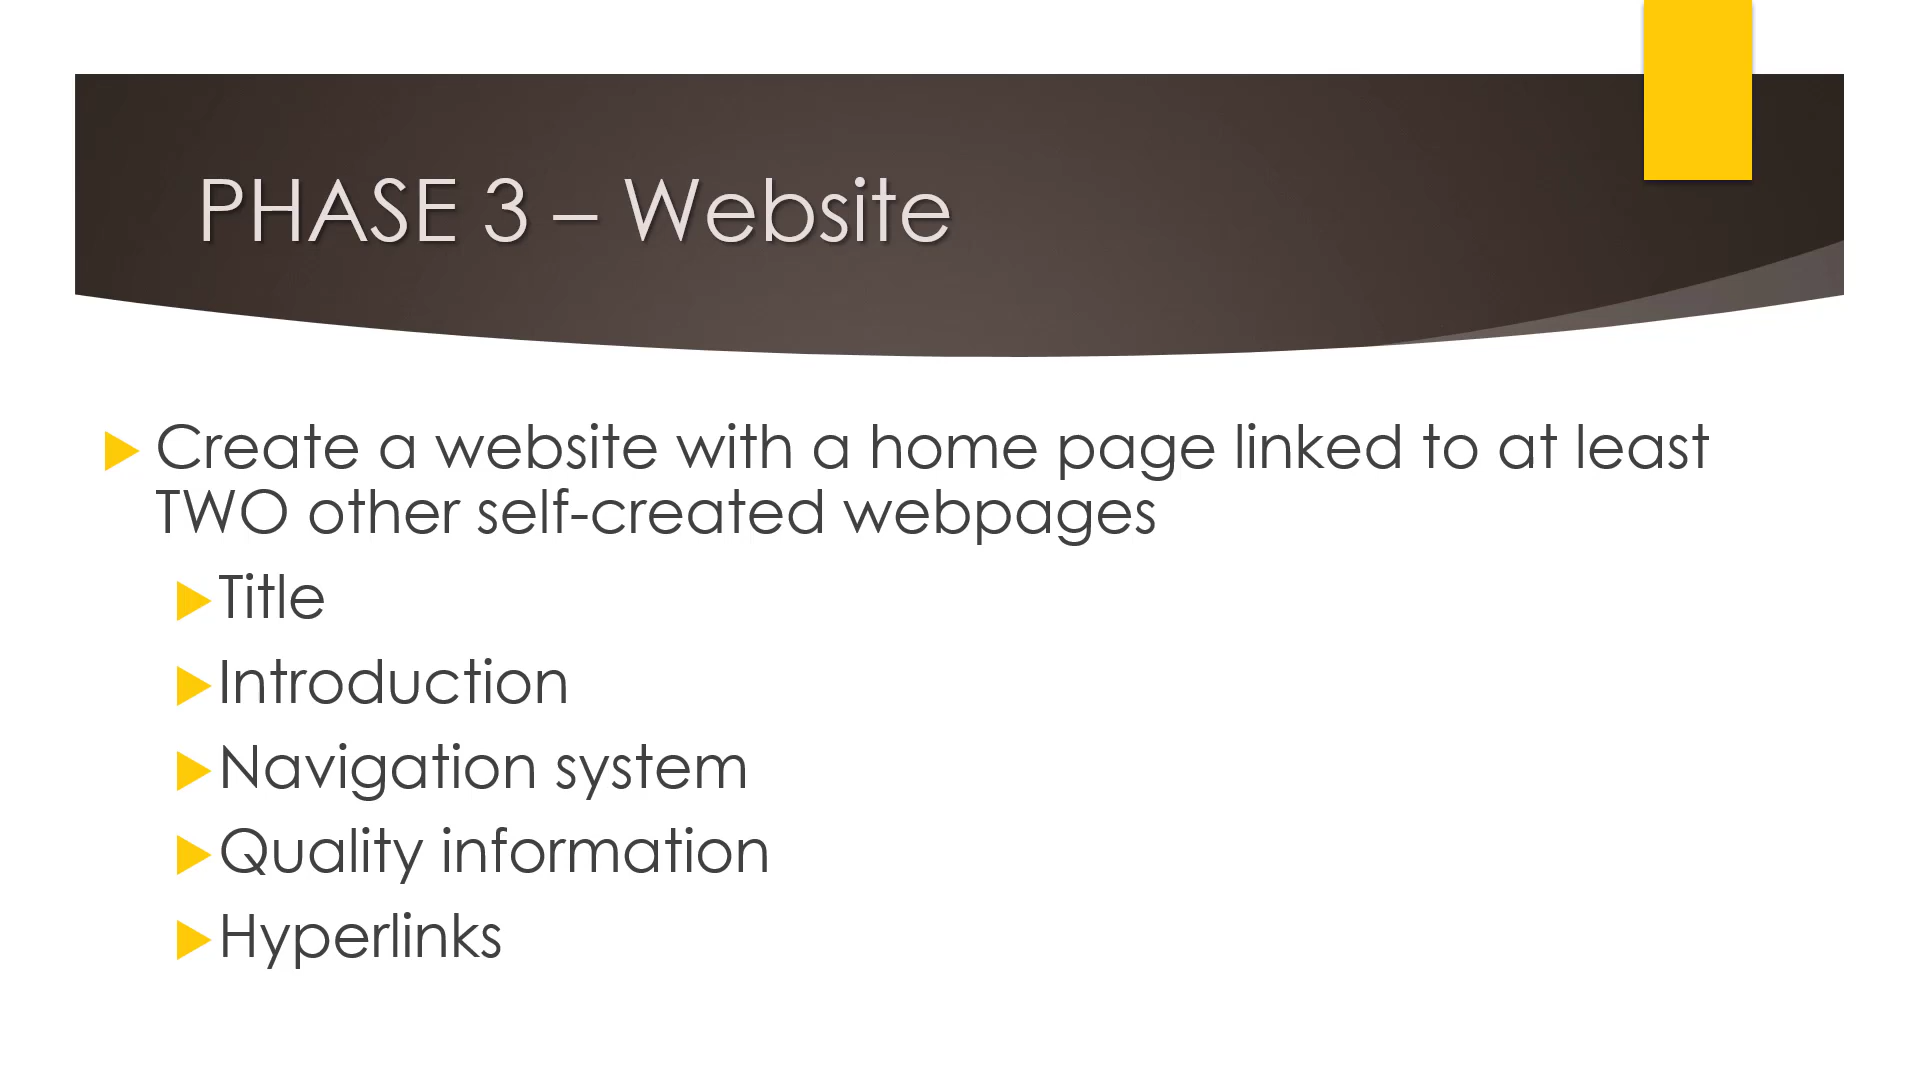 PHASE 3 – Website
Create a website with a home page linked to at least
TWO other self-created webpages
Title
Introduction
Navigation system
Quality information
Hyperlinks